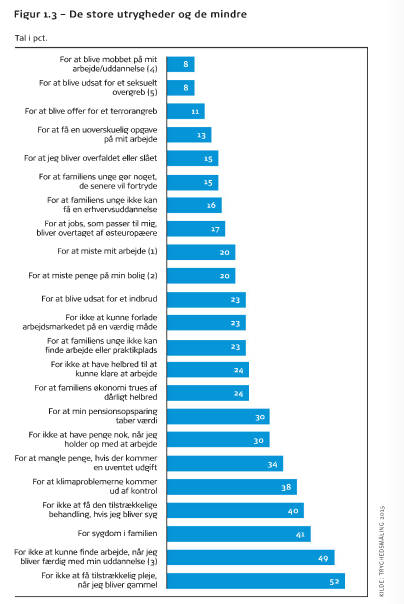 Figur 1.3 – De store utrygheder og de mindre
Tal i pct.
For at blive mobbet på mit
arbejde/uddannelse (4)
8
For at blive udsat for et seksuelt
overgreb (5)
8
For at blive offer for et terrorangreb
11
For at få en uoverskuelig opgave
på mit arbejde
13
For at jeg bliver overfaldet eller slået
15
For at familiens unge gør noget,
de senere vil fortryde
15
For at familiens unge ikke kan
få en erhvervsuddannelse
16
For at jobs, som passer til mig,
bliver overtaget af østeuropæere
17
For at miste mit arbejde (1)
20
For at miste penge på min bolig (2)
20
For at blive udsat for et indbrud
23
For ikke at kunne forlade
arbejdsmarkedet på en værdig måde
23
For at familiens unge ikke kan
finde arbejde eller praktikplads
23
For ikke at have helbred til at
kunne klare at arbejde
24
For at familiens økonomi trues af
dårligt helbred
24
For at min pensionsopsparing
taber værdi
30
For ikke at have penge nok, når jeg
holder op med at arbejde
30
For at mangle penge, hvis der kommer
en uventet udgift
34
For at klimaproblemerne kommer
ud af kontrol
38
For ikke at få den tilstrækkelige
behandling, hvis jeg bliver syg
40
For sygdom i familien
41
For ikke at kunne finde arbejde, når jeg
bliver færdig med min uddannelse (3)
49
For ikke at få tilstrækkelig pleje,
når jeg bliver gammel
52
KILDE: TRYGHEDSMÅLING 2015